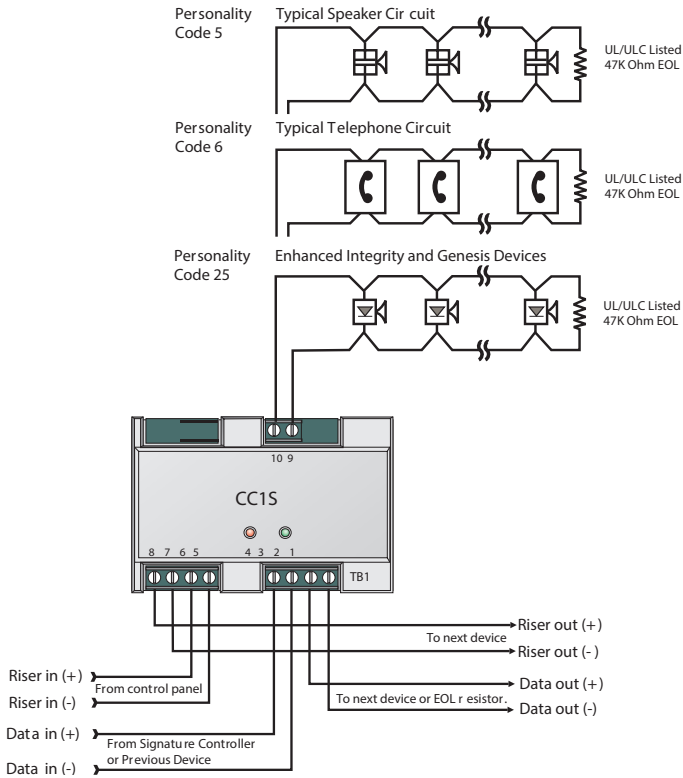 Personality
Code 5
Typical Speaker Cir cuit
UL/ULC Listed
47K Ohm EOL
Personality
Code 6
Typical Telephone Circuit
UL/ULC Listed
47K Ohm EOL
Personality
Code 25
Enhanced Integrity and Genesis Devices
UL/ULC Listed
47K Ohm EOL
10 9
CC1S
8 7 6 5 4 3 2 1
TB1
Riser out (+)
To next device
Riser out (-)
Riser in (+)
From control panel
Riser in (-)
Data out (+)
To next device or EOL r esistor.
Data out (-)
Data in (+)
From Signature Controller
or Previous Device
Data in (-)